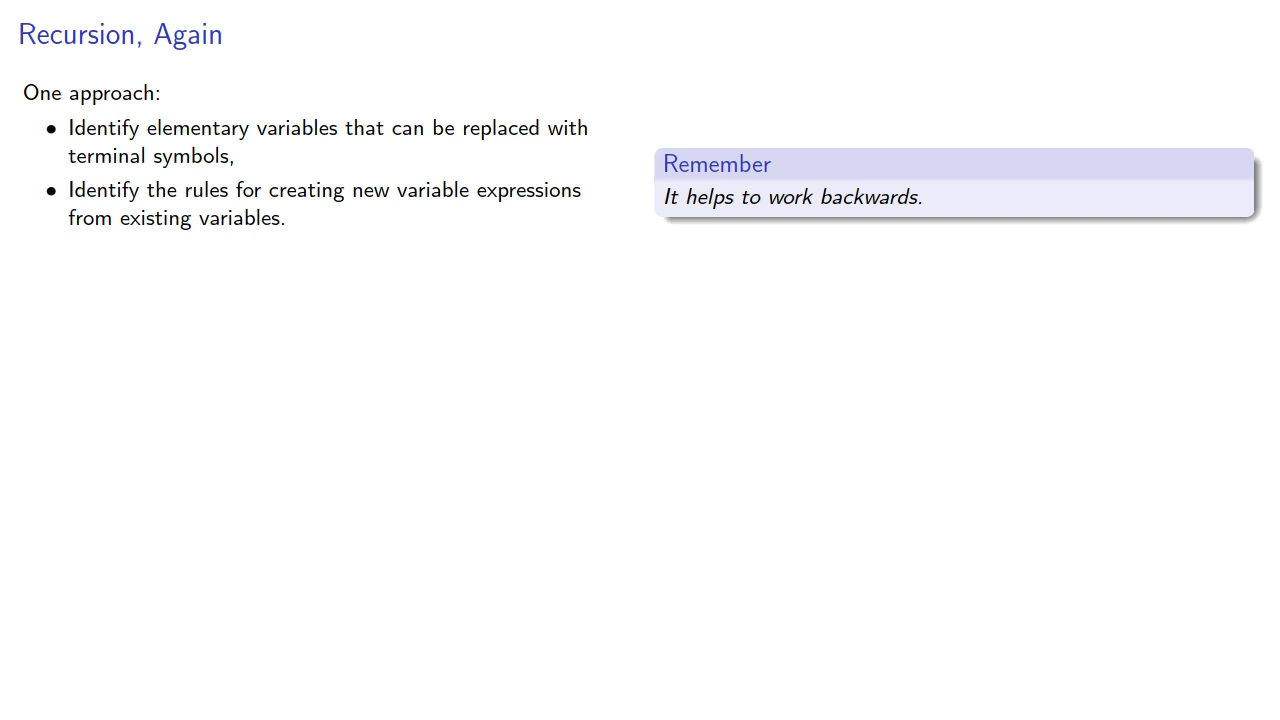 Recursion, Again
One approach:
• Identify elementary variables that can be replaced with
terminal symbols,
• Identify the rules for creating new variable expressions
from existing variables.
Remember
It helps to work backwards.